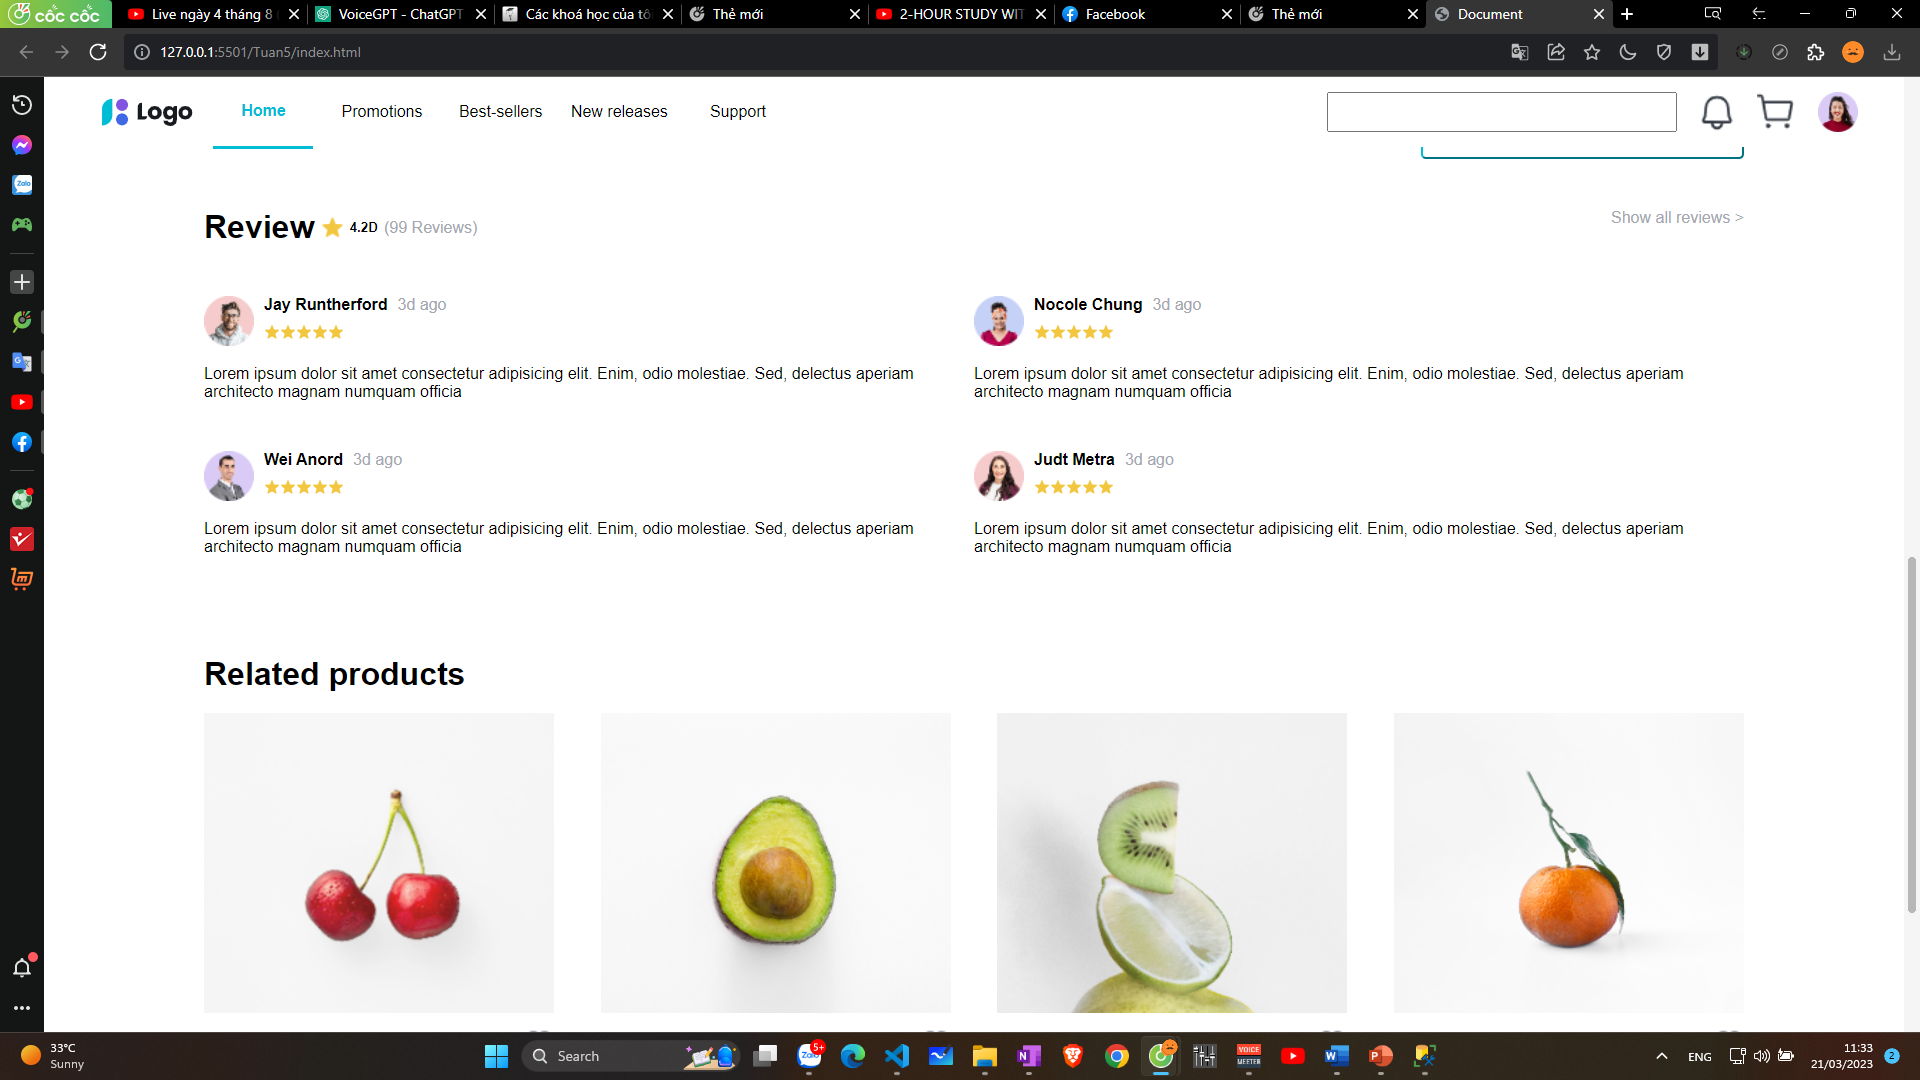 cốc cốc
Live ngày 4 tháng 8
VoiceGPT - ChatGPT
Các khoá học của tô
Thẻ mới
2-HOUR STUDY WIT
Facebook
Thẻ mới
Document
127.0.0.1:5501/Tuan5/index.html
Logo
Home
Promotions
Best-sellers
New releases
Support
Zalo
Review 4.2D (99 Reviews)
Show all reviews >
Jay Runtherford 3d ago
Lorem ipsum dolor sit amet consectetur adipisicing elit. Enim, odio molestiae. Sed, delectus aperiam
architecto magnam numquam officia
Nocole Chung 3d ago
Lorem ipsum dolor sit amet consectetur adipisicing elit. Enim, odio molestiae. Sed, delectus aperiam
architecto magnam numquam officia
Wei Anord 3d ago
Lorem ipsum dolor sit amet consectetur adipisicing elit. Enim, odio molestiae. Sed, delectus aperiam
architecto magnam numquam officia
Judt Metra 3d ago
Lorem ipsum dolor sit amet consectetur adipisicing elit. Enim, odio molestiae. Sed, delectus aperiam
architecto magnam numquam officia
Related products
33°C
Sunny
Search
Zalo
5+
VOICE
MEETER
ENG
11:33
21/03/2023
2